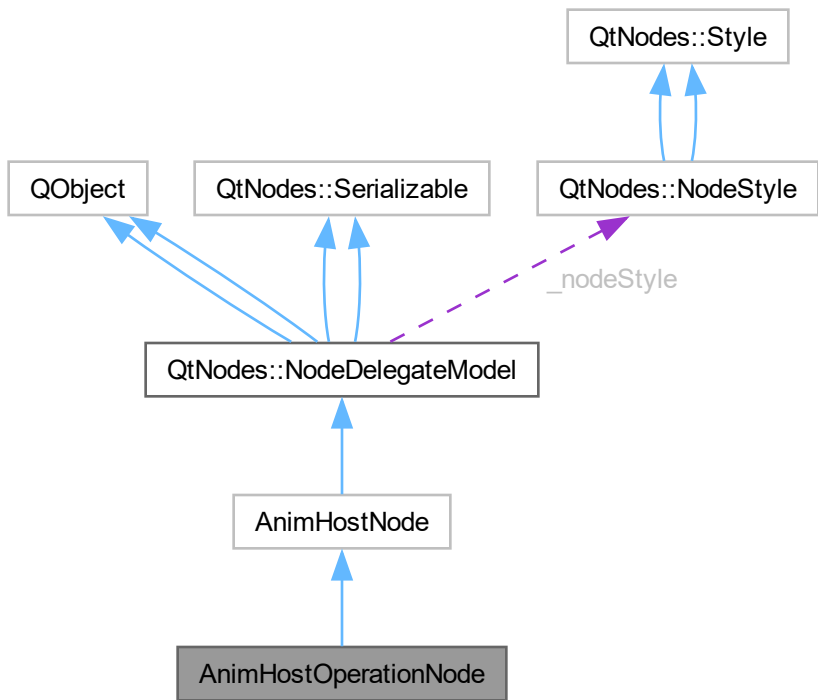 QtNodes::Style
QObject
QtNodes::Serializable
QtNodes::NodeStyle
_nodeStyle
QtNodes::NodeDelegateModel
AnimHostNode
AnimHostOperationNode